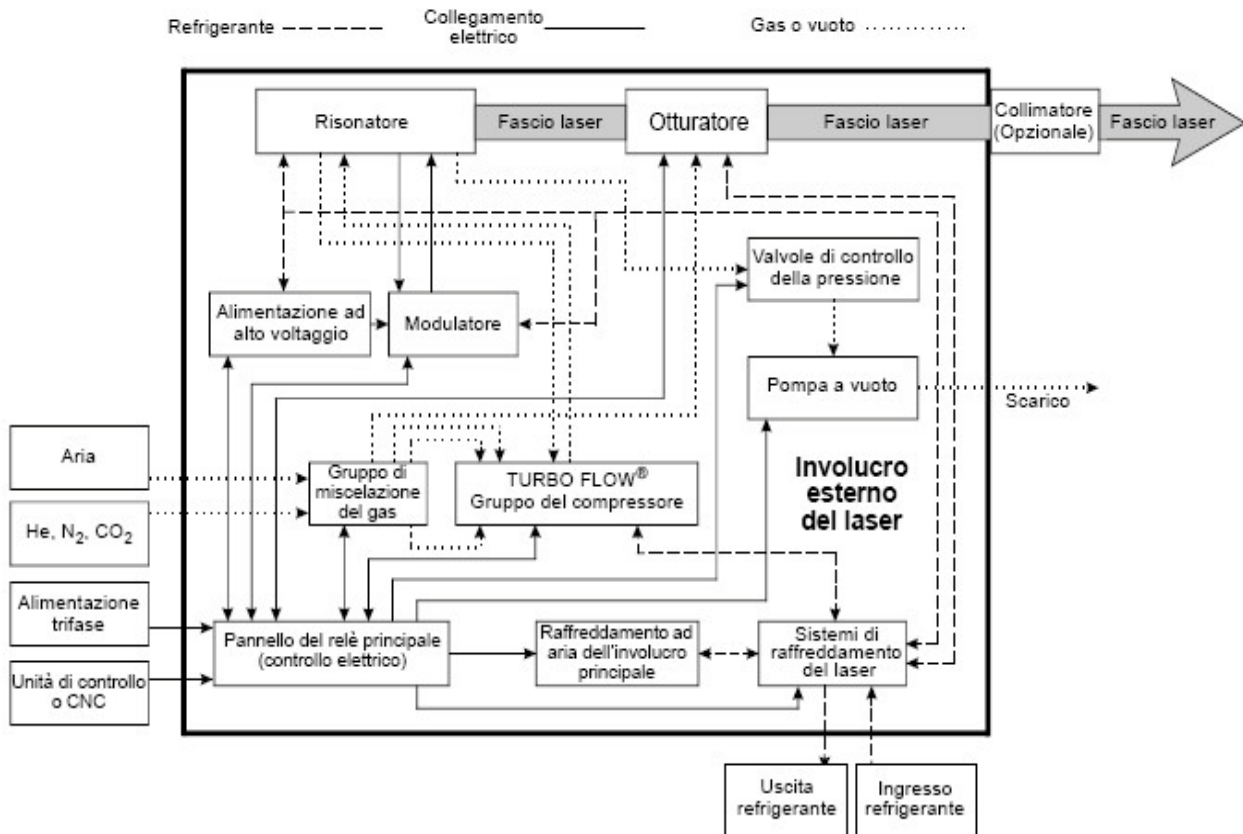 Refrigerante
Collegamento
elettrico
Gas o vuoto
Risonatore
Fascio laser
Otturatore
Fascio laser
Collimatore
(Opzionale)
Fascio laser
Valvole di controllo
della pressione
Alimentazione ad
alto voltaggio
Modulatore
Pompa a vuoto
Scarico
Aria
Gruppo di
miscelazione
del gas
TURBO FLOW®
Gruppo del compressore
Involucro
esterno
del laser
He, N2, CO2
Alimentazione
trifase
Pannello del relè principale
(controllo elettrico)
Raffreddamento ad
aria dell'involucro
principale
Sistemi di
raffreddamento
del laser
Unità di controllo
o CNC
Uscita
refrigerante
Ingresso
refrigerante